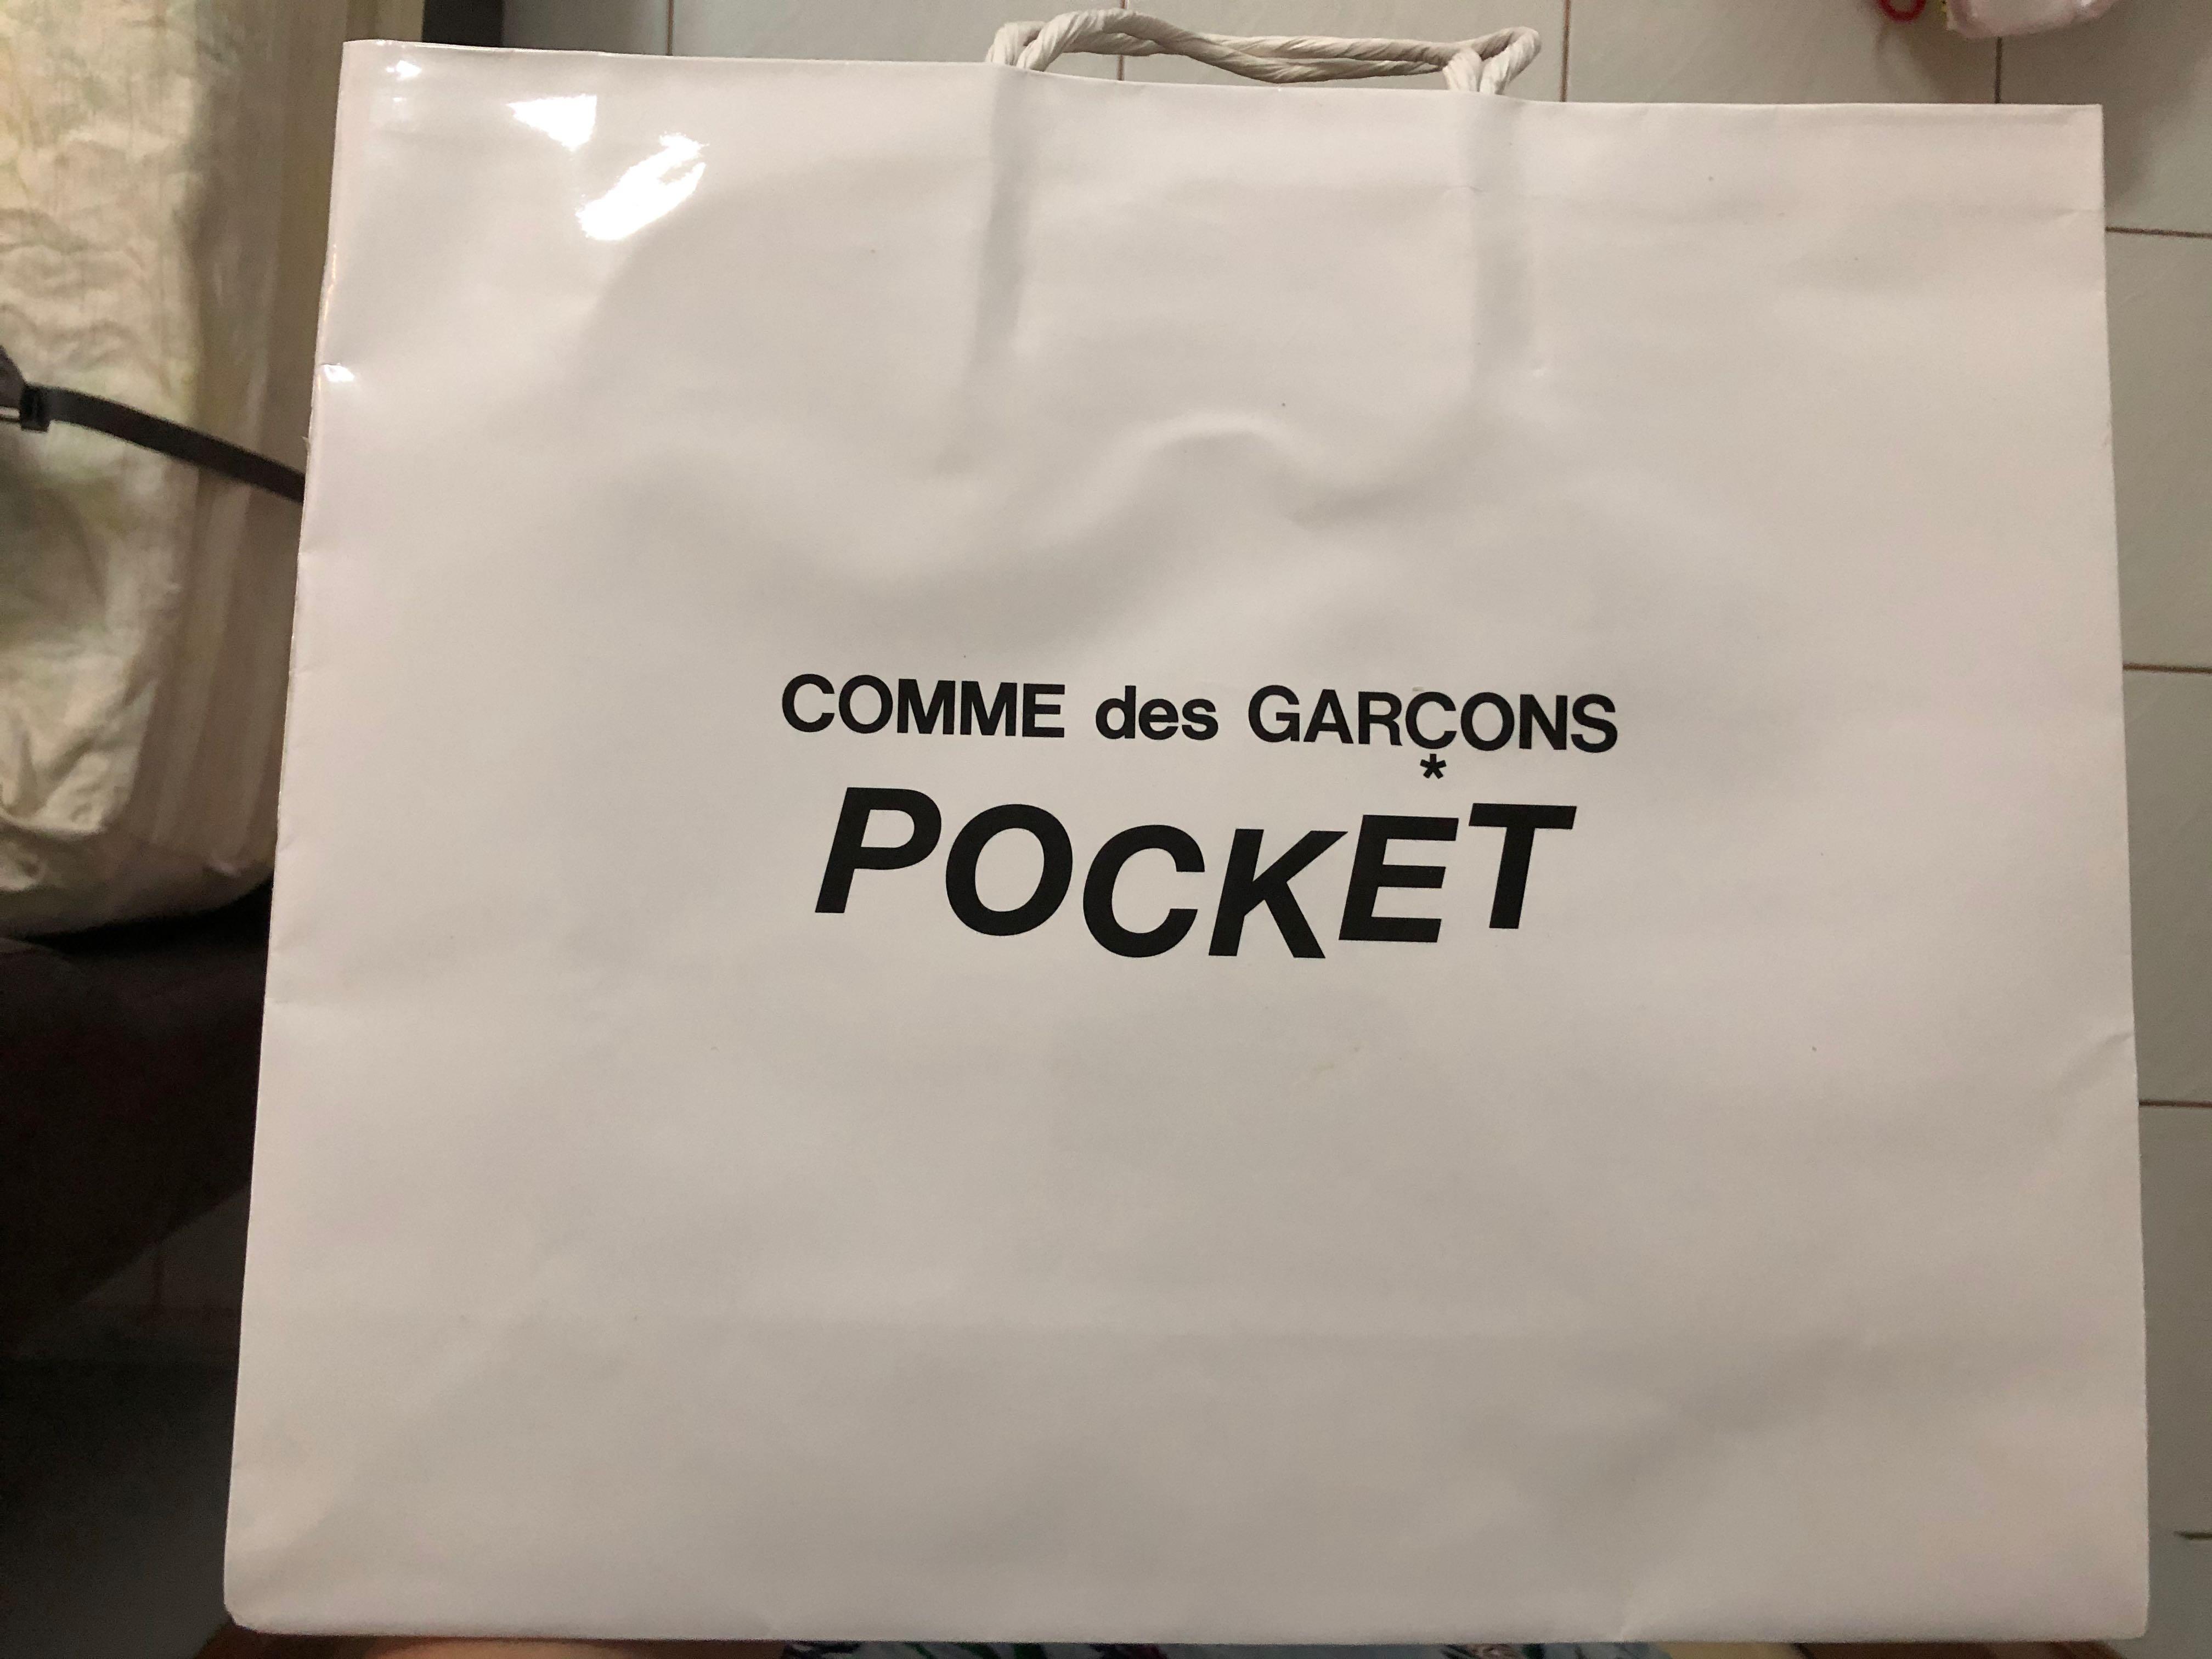 COMME des GARÇONS
*
POCKET